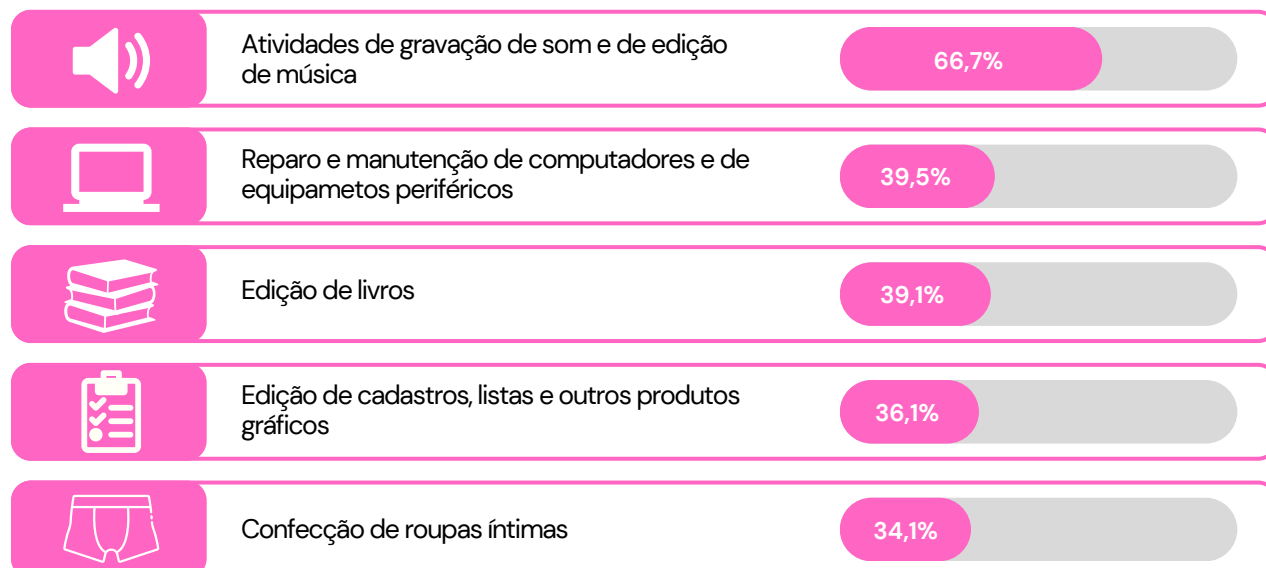 Atividades de gravação de som e de edição
de música
66,7%
Reparo e manutenção de computadores e de
equipametos periféricos
39,5%
Edição de livros
39,1%
Edição de cadastros, listas e outros produtos
gráficos
36,1%
Confecção de roupas íntimas
34,1%